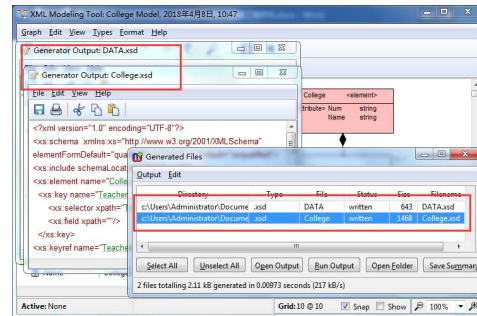 XML Modeling Tool: College Model, 2018年4月8日, 10:47
Graph Edit View Types Format Help
Generator Output: DATA.xsd
Generator Output: College.xsd
File Edit View Help
<?xml version="1.0" encoding="UTF-8"?>
<xs:schema xmlns:xs="http://www.w3.org/2001/XMLSchema"
elementFormDefault="qua
<xs:include schemaLocat
<xs:element name="Colle
<xs:key name="Teache
<xs:selector xpath="T
<xs:field xpath=""/>
</xs:key>
<xs:keyref name="Teache
College <element>
ttribute> Num string
Name string
Generated Files
Output Edit
Directory Type File Status Size Filename
c:\Users\Administrator\Docume .xsd DATA written 643 DATA.xsd
c:\Users\Administrator\Docume .xsd College written 1468 College.xsd
Select All Unselect All Open Output Run Output Open Folder Save Summary
2 files totalling 2.11 kB generated in 0.00973 seconds (217 kB/s)
Active: None Grid: 10 @ 10 Snap Show 100%